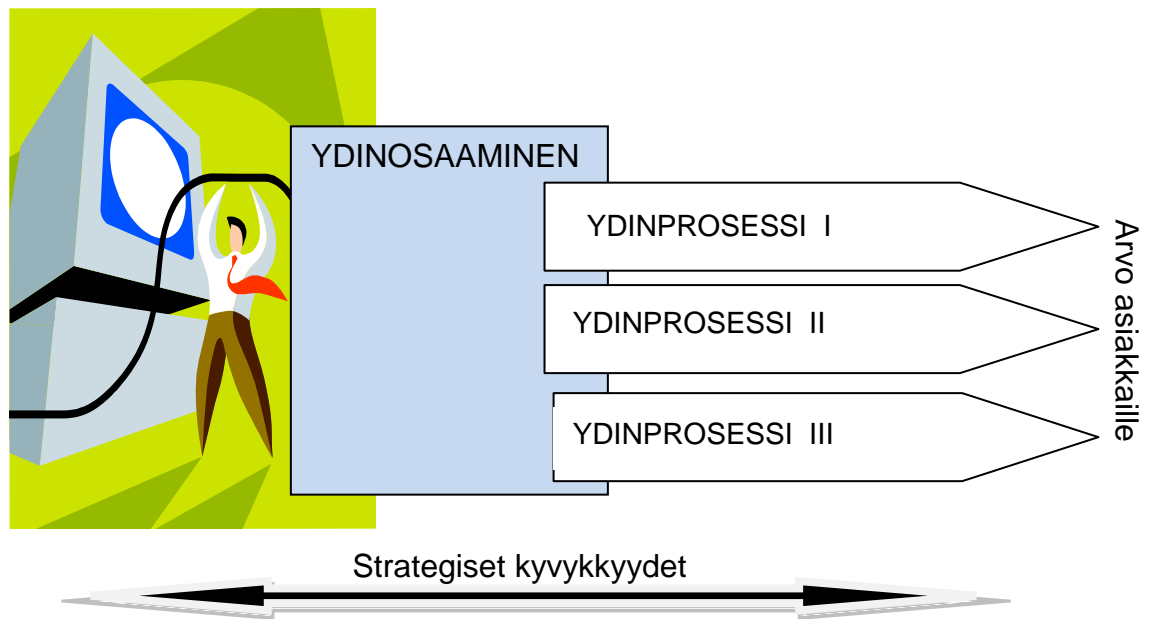 YDINOSAAMINEN
YDINPROSESSI I
YDINPROSESSI II
YDINPROSESSI III
Arvo asiakkaille
Strategiset kyvykkyydet